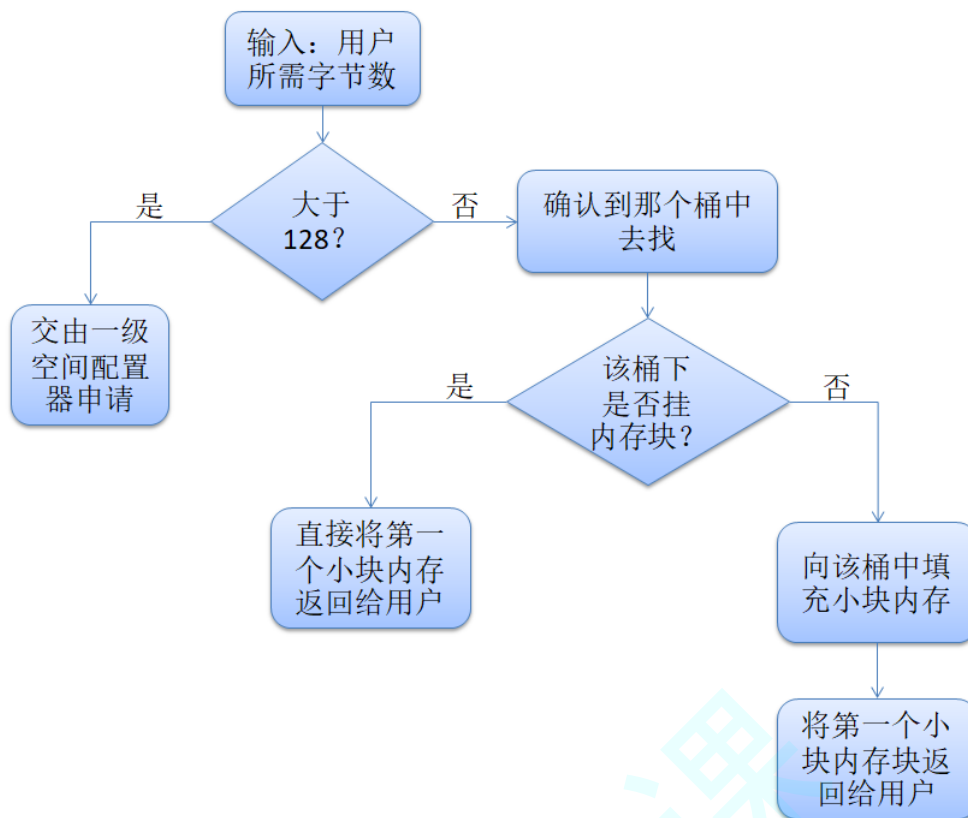 输入：用户
所需字节数
大于
128？
是
否
确认到那个桶中
去找
交由一级
空间配置
器申请
该桶下
是否挂
内存块？
是
否
直接将第一
个小块内存
返回给用户
向该桶中填
充小块内存
将第一个小
块内存块返
回给用户
课